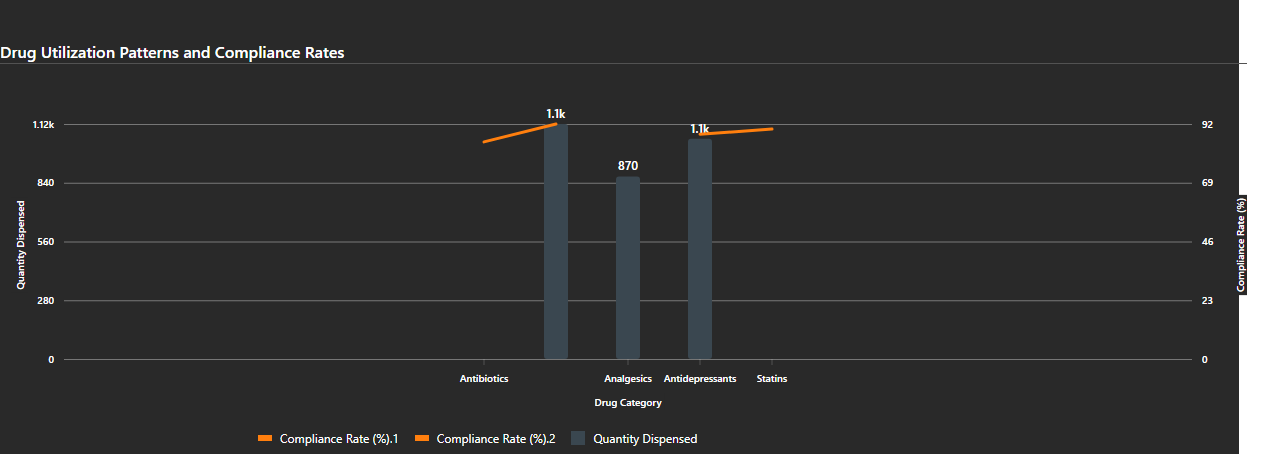 Drug Utilization Patterns and Compliance Rates
1.1k
1.12k
1.1k
92
870
840
69
Quantity Dispensed
Compliance Rate (%)
560
46
280
23
0
0
Antibiotics Analgesics Antidepressants Statins
Drug Category
Compliance Rate (%).1 Compliance Rate (%).2 Quantity Dispensed